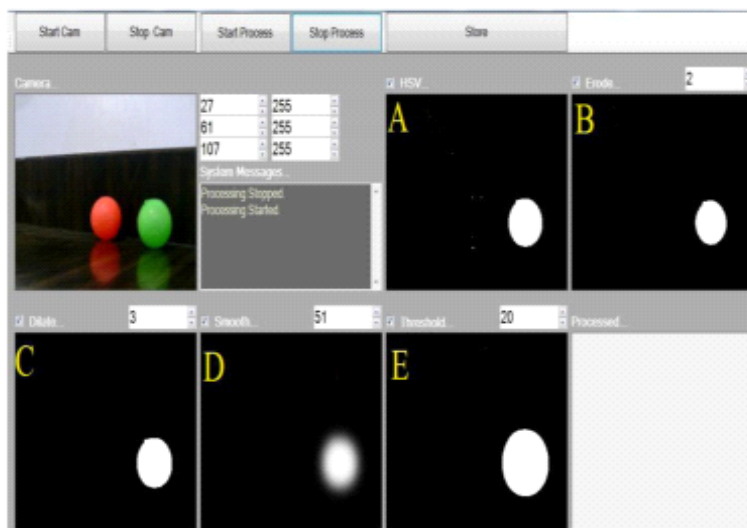 Start Cam Stop Cam Start Process Stop Process Store
Camera... HSV... Erode... 2
27 255
61 255
107 255
System Messages...
Processing Stopped.
Processing Started.
A
B
Dilate... 3 Smooth... 51 Threshold... 20 Processed...
C
D
E